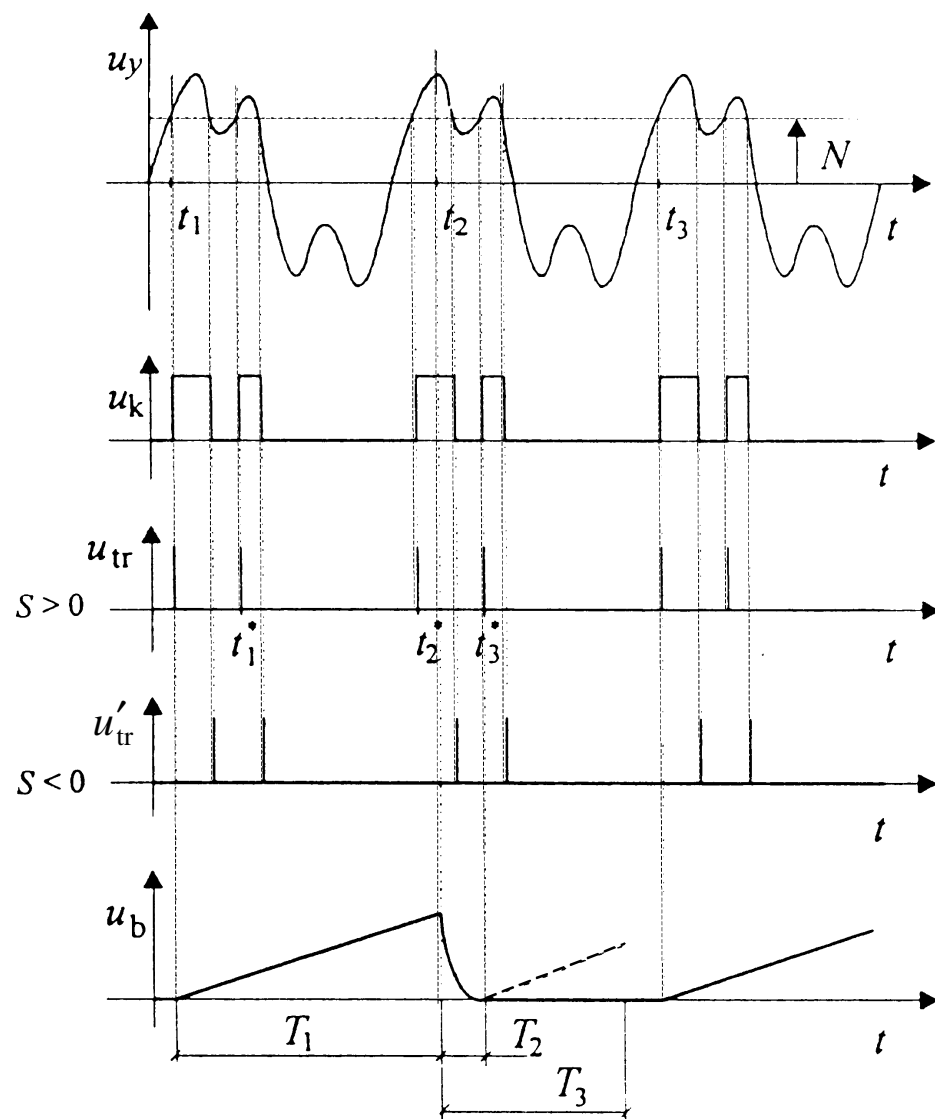 u_y
N
t_1
t_2
t_3
t
u_k
t
u_tr
S > 0
t_1^•
t_2^•
t_3^•
t
u′_tr
S < 0
t
u_b
T_1
T_2
t
T_3